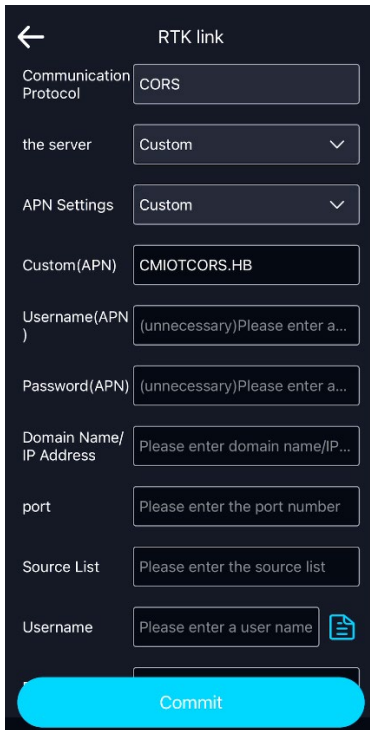 RTK link
Communication
Protocol
CORS
the server
Custom
APN Settings
Custom
Custom(APN)
CMIOTCORS.HB
Username(APN
)
(unnecessary)Please enter a...
Password(APN)
(unnecessary)Please enter a...
Domain Name/
IP Address
Please enter domain name/IP...
port
Please enter the port number
Source List
Please enter the source list
Username
Please enter a user name
Commit